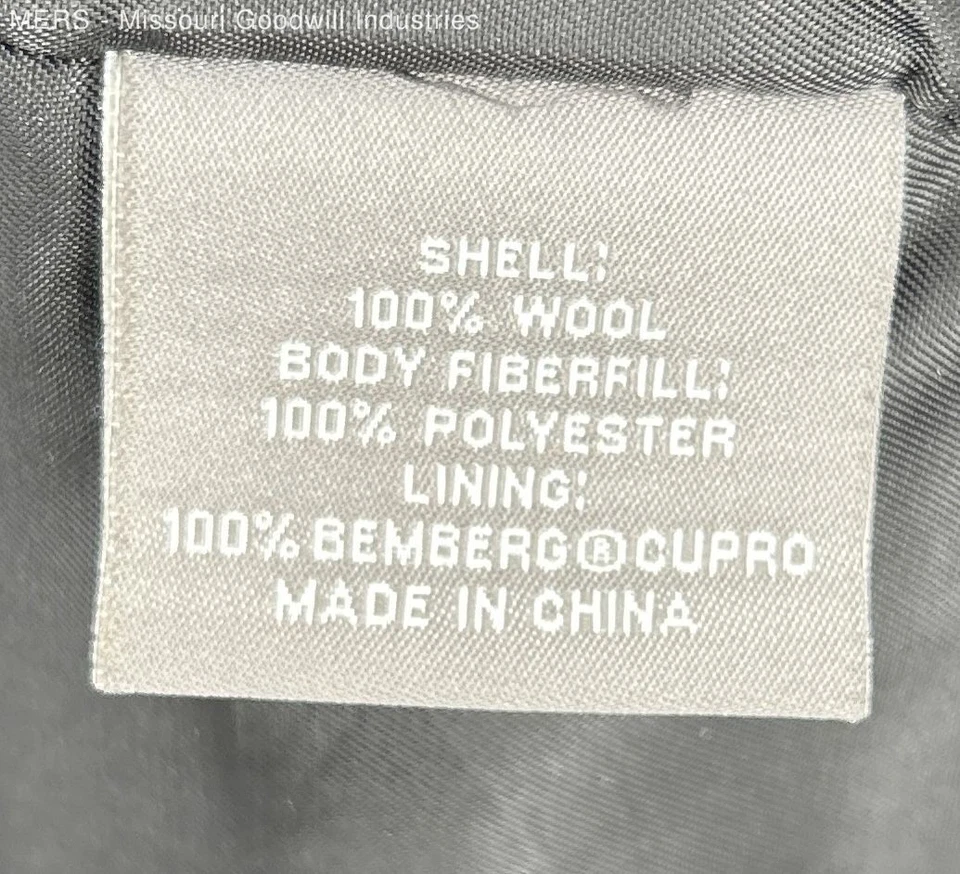 MERS - Missouri Goodwill Industries
SHELL:
100% WOOL
BODY FIBERFILL:
100% POLYESTER
LINING:
100% BEMBERG®CUPRO
MADE IN CHINA